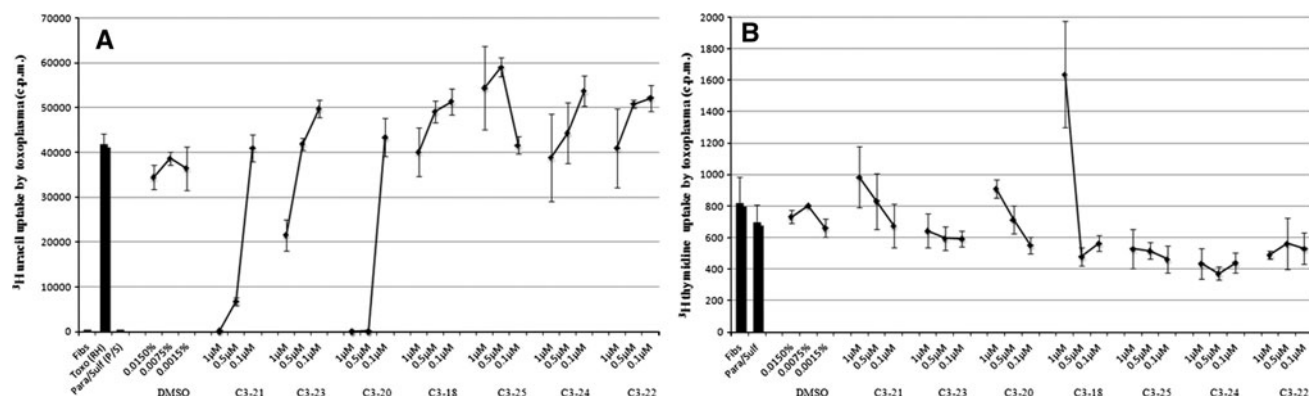 A
³H uracil uptake by toxoplasma (c.p.m.)
70000
60000
50000
40000
30000
20000
10000
0
Fibs
Toxo (RH)
Para/Sulf (P/S)
0.0150%
0.0075%
0.0015%
1µM
0.5µM
0.1µM
1µM
0.5µM
0.1µM
1µM
0.5µM
0.1µM
1µM
0.5µM
0.1µM
1µM
0.5µM
0.1µM
1µM
0.5µM
0.1µM
1µM
0.5µM
0.1µM
DMSO C3-21 C3-23 C3-20 C3-18 C3-25 C3-24 C3-22
B
³H thymidine uptake by toxoplasma (c.p.m.)
2000
1800
1600
1400
1200
1000
800
600
400
200
0
Fibs
Para/Sulf
0.0150%
0.0075%
0.0015%
1µM
0.5µM
0.1µM
1µM
0.5µM
0.1µM
1µM
0.5µM
0.1µM
1µM
0.5µM
0.1µM
1µM
0.5µM
0.1µM
1µM
0.5µM
0.1µM
1µM
0.5µM
0.1µM
DMSO C3-21 C3-23 C3-20 C3-18 C3-25 C3-24 C3-22